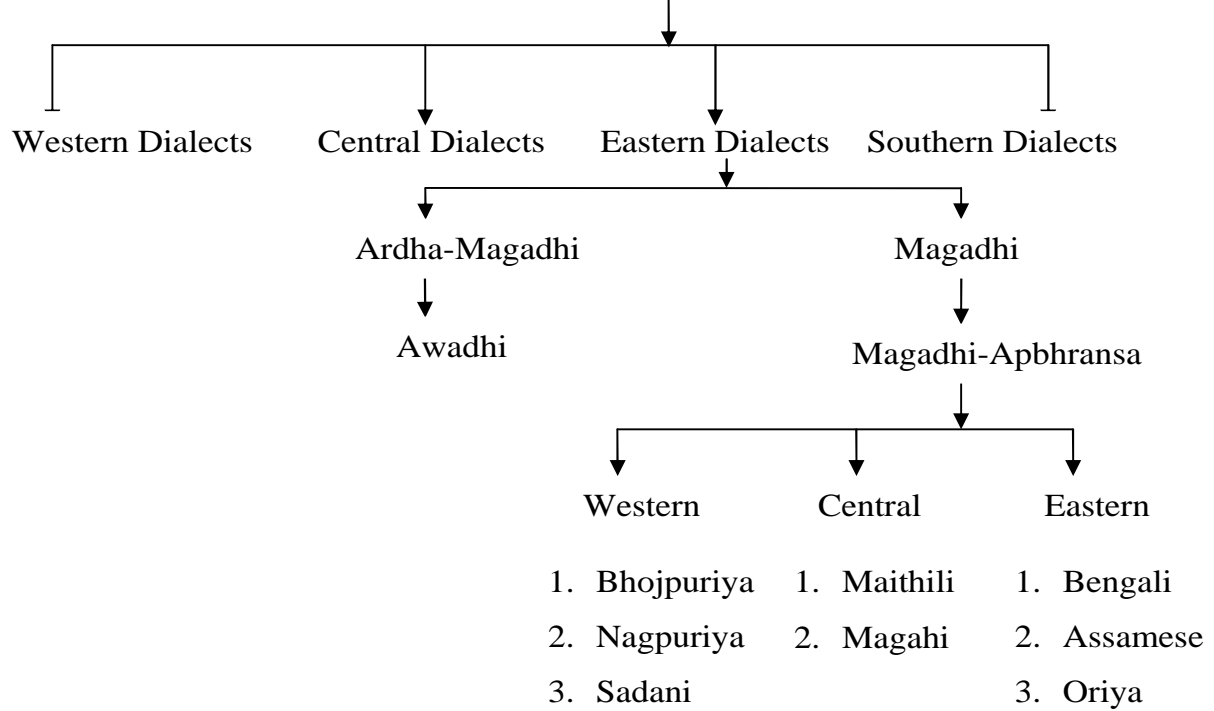 Western Dialects Central Dialects Eastern Dialects Southern Dialects
Ardha-Magadhi Magadhi
Awadhi
Magadhi-Apbhransa
Western Central Eastern
1. Bhojpuriya 1. Maithili 1. Bengali
2. Nagpuriya 2. Magahi 2. Assamese
3. Sadani 3. Oriya